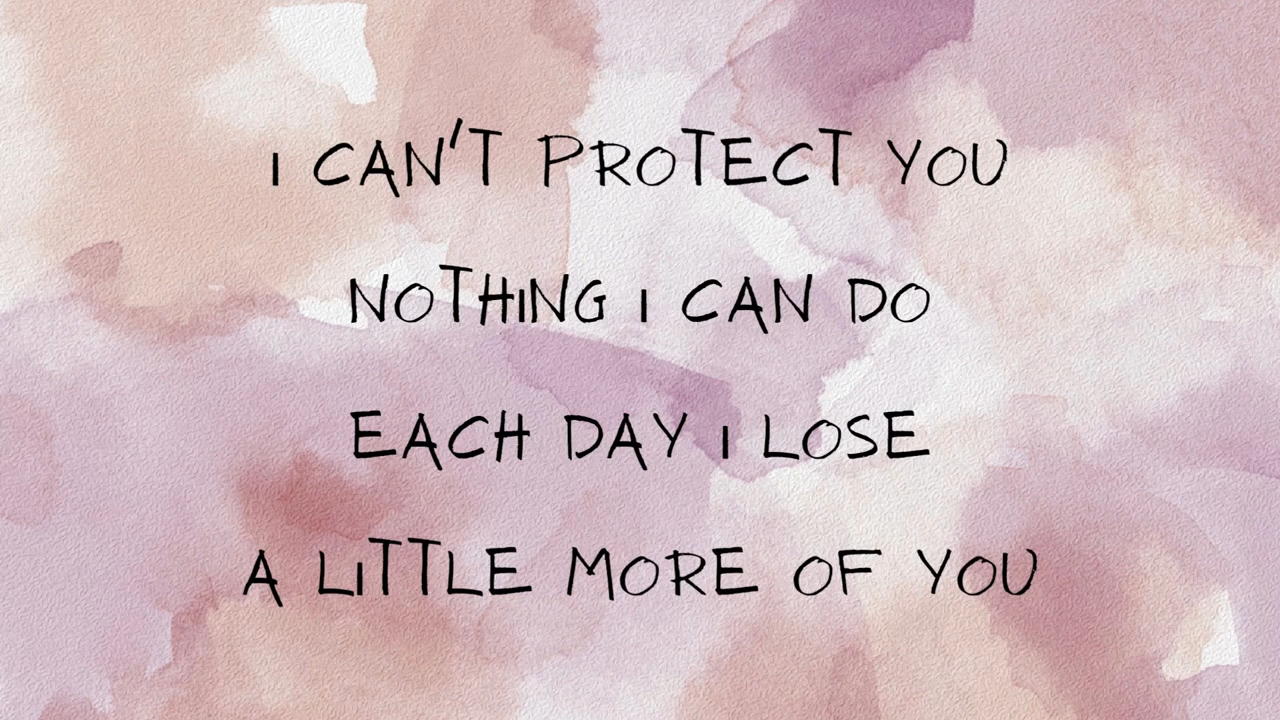 I CAN'T PROTECT YOU
NOTHING I CAN DO
EACH DAY I LOSE
A LITTLE MORE OF YOU